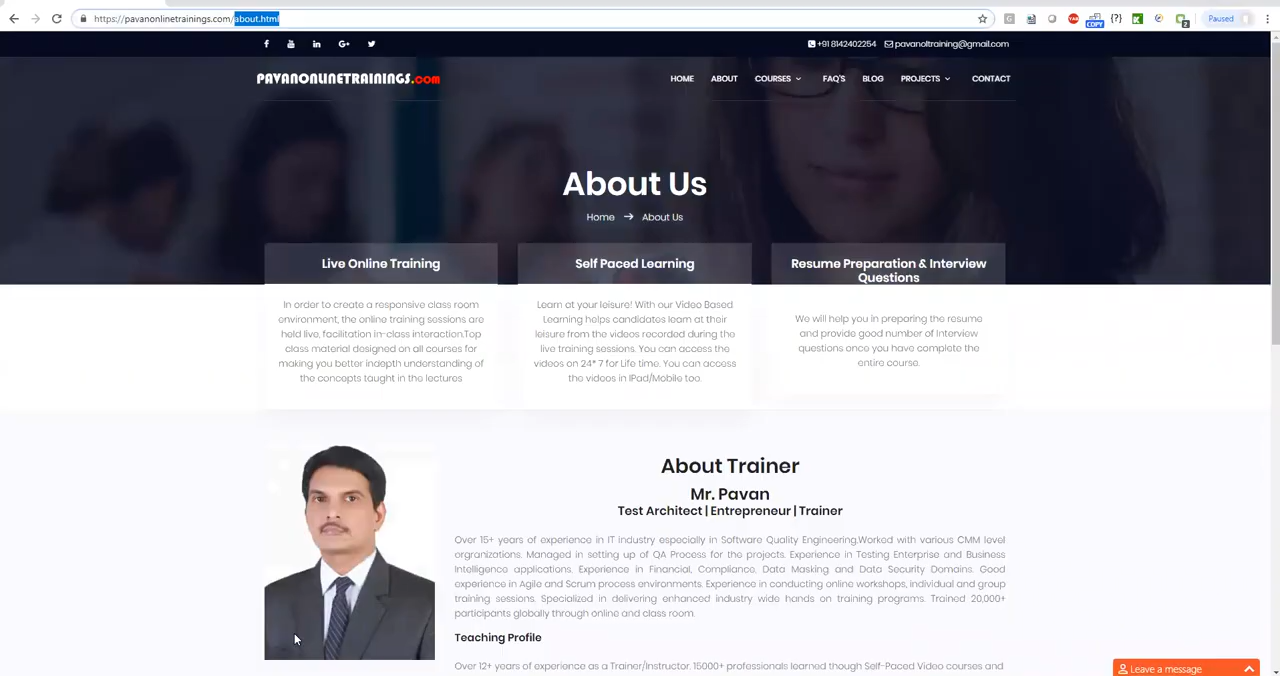 https://pavanonlinetrainings.com/about.html
Paused
+91 8142402254 pavanoltraining@gmail.com
PAVANONLINETRAININGS.com
HOME ABOUT COURSES FAQ'S BLOG PROJECTS CONTACT
About Us
Home → About Us
Live Online Training
In order to create a responsive class room
environment, the online training sessions are
held live, facilitation in-class interaction.Top
class material designed on all courses for
making you better indepth understanding of
the concepts taught in the lectures
Self Paced Learning
Learn at your leisure! With our Video Based
Learning helps candidates learn at their
leisure from the videos recorded during the
live training sessions. You can access the
videos on 24* 7 for Life time. You can access
the videos in IPad/Mobile too.
Resume Preparation & Interview
Questions
We will help you in preparing the resume
and provide good number of Interview
questions once you have complete the
entire course.
About Trainer
Mr. Pavan
Test Architect | Entrepreneur | Trainer
Over 15+ years of experience in IT industry especially in Software Quality Engineering.Worked with various CMM level
orgranizations. Managed in setting up of QA Process for the projects. Experience in Testing Enterprise and Business
Intelligence applications. Experience in Financial, Compliance, Data Masking and Data Security Domains. Good
experience in Agile and Scrum process environments. Experience in conducting online workshops, individual and group
training sessions. Specialized in delivering enhanced industry wide hands on training programs. Trained 20,000+
participants globally through online and class room.
Teaching Profile
Over 12+ years of experience as a Trainer/Instructor. 15000+ professionals learned though Self-Paced Video courses and
Leave a message